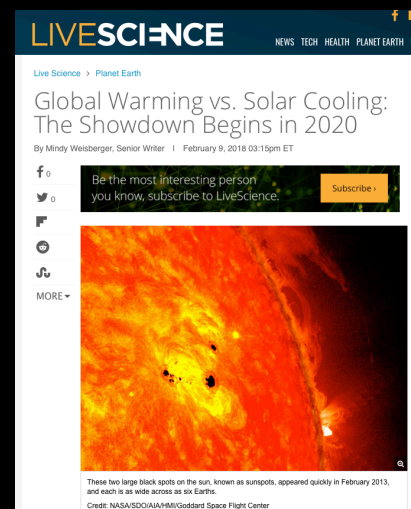 LIVESCIENCE
NEWS TECH HEALTH PLANET EARTH
Live Science > Planet Earth
Global Warming vs. Solar Cooling:
The Showdown Begins in 2020
By Mindy Weisberger, Senior Writer | February 9, 2018 03:15pm ET
0
0
MORE
Be the most interesting person
you know, subscribe to LiveScience.
Subscribe ›
These two large black spots on the sun, known as sunspots, appeared quickly in February 2013,
and each is as wide across as six Earths.
Credit: NASA/SDO/AIA/HMI/Goddard Space Flight Center